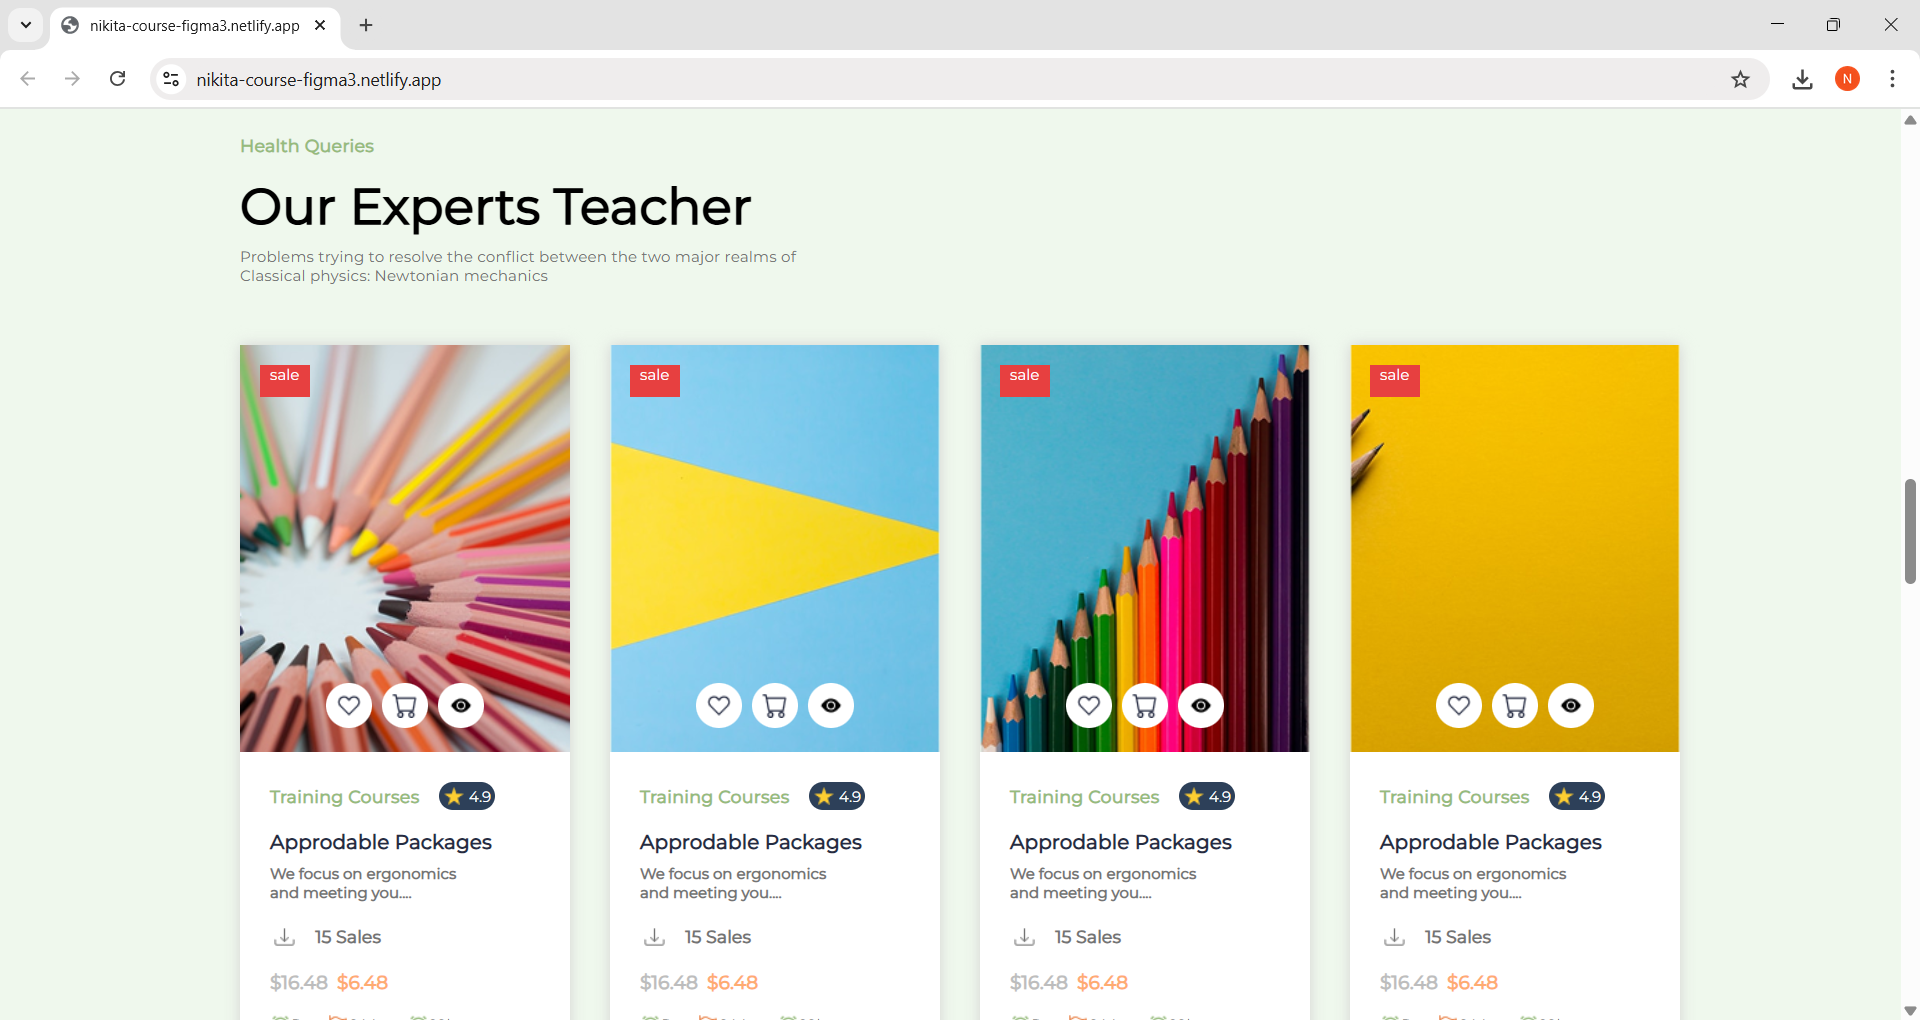 nikita-course-figma3.netlify.app
nikita-course-figma3.netlify.app
N
Health Queries
Our Experts Teacher
Problems trying to resolve the conflict between the two major realms of
Classical physics: Newtonian mechanics
sale
sale
sale
sale
Training Courses 4.9
Training Courses 4.9
Training Courses 4.9
Training Courses 4.9
Approdable Packages
Approdable Packages
Approdable Packages
Approdable Packages
We focus on ergonomics
and meeting you....
We focus on ergonomics
and meeting you....
We focus on ergonomics
and meeting you....
We focus on ergonomics
and meeting you....
15 Sales
15 Sales
15 Sales
15 Sales
$16.48 $6.48
$16.48 $6.48
$16.48 $6.48
$16.48 $6.48